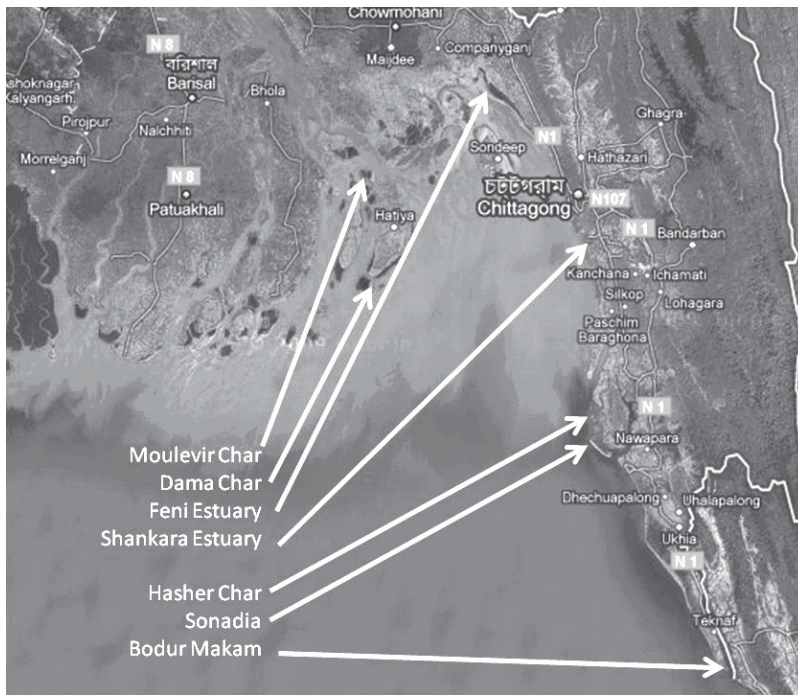 Chowmohani
Companyganj
Maijdee
N 8
বরিশাল
Barisal
Bhola
shoknagar
Kalyangarh.
Pirojpur
Nalchhiti
Morrelganj
N 8
Patuakhali
Ghagra
N1
Sondeep
Hathazari
চট্টগ্রাম
Chittagong
N107
Hatiya
N 1
Bandarban
Kanchana
Ichamati
Silkop
Lohagara
Paschim
Baraghona
N 1
Nawapara
Dhechuapalong
Uhalapalong
Ukhia
N 1
Teknaf
Moulevir Char
Dama Char
Feni Estuary
Shankara Estuary
Hasher Char
Sonadia
Bodur Makam